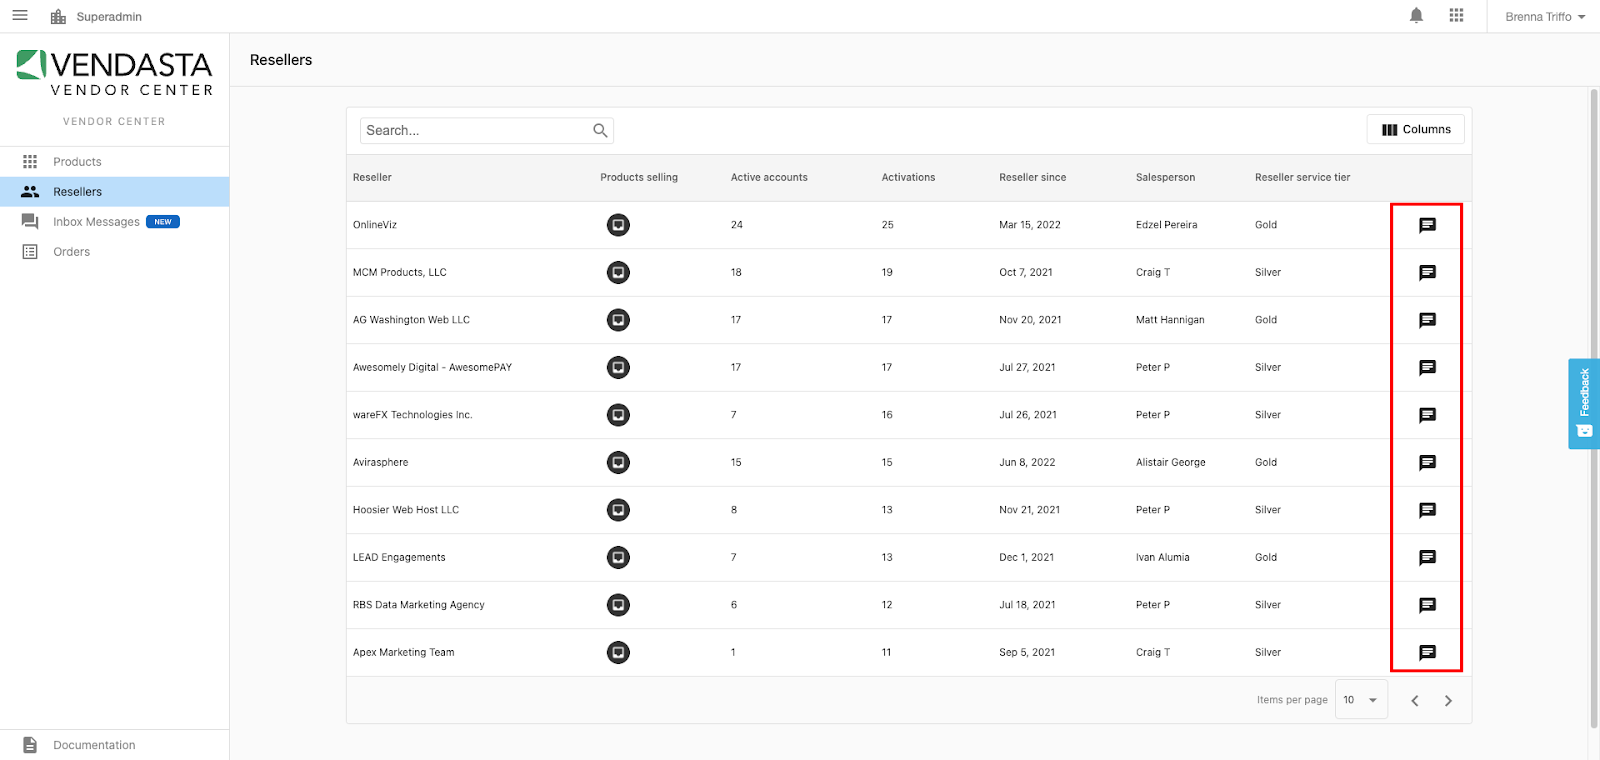 Superadmin
Brenna Triffo
VENDASTA
VENDOR CENTER
VENDOR CENTER
Products
Resellers
Inbox Messages NEW
Orders
Documentation
Resellers
Search...
Columns
Reseller Products selling Active accounts Activations Reseller since Salesperson Reseller service tier
OnlineViz 24 25 Mar 15, 2022 Edzel Pereira Gold
MCM Products, LLC 18 19 Oct 7, 2021 Craig T Silver
AG Washington Web LLC 17 17 Nov 20, 2021 Matt Hannigan Gold
Awesomely Digital - AwesomePAY 17 17 Jul 27, 2021 Peter P Silver
wareFX Technologies Inc. 7 16 Jul 26, 2021 Peter P Silver
Avirasphere 15 15 Jun 8, 2022 Alistair George Gold
Hoosier Web Host LLC 8 13 Nov 21, 2021 Peter P Silver
LEAD Engagements 7 13 Dec 1, 2021 Ivan Alumia Gold
RBS Data Marketing Agency 6 12 Jul 18, 2021 Peter P Silver
Apex Marketing Team 1 11 Sep 5, 2021 Craig T Silver
Items per page 10
Feedback